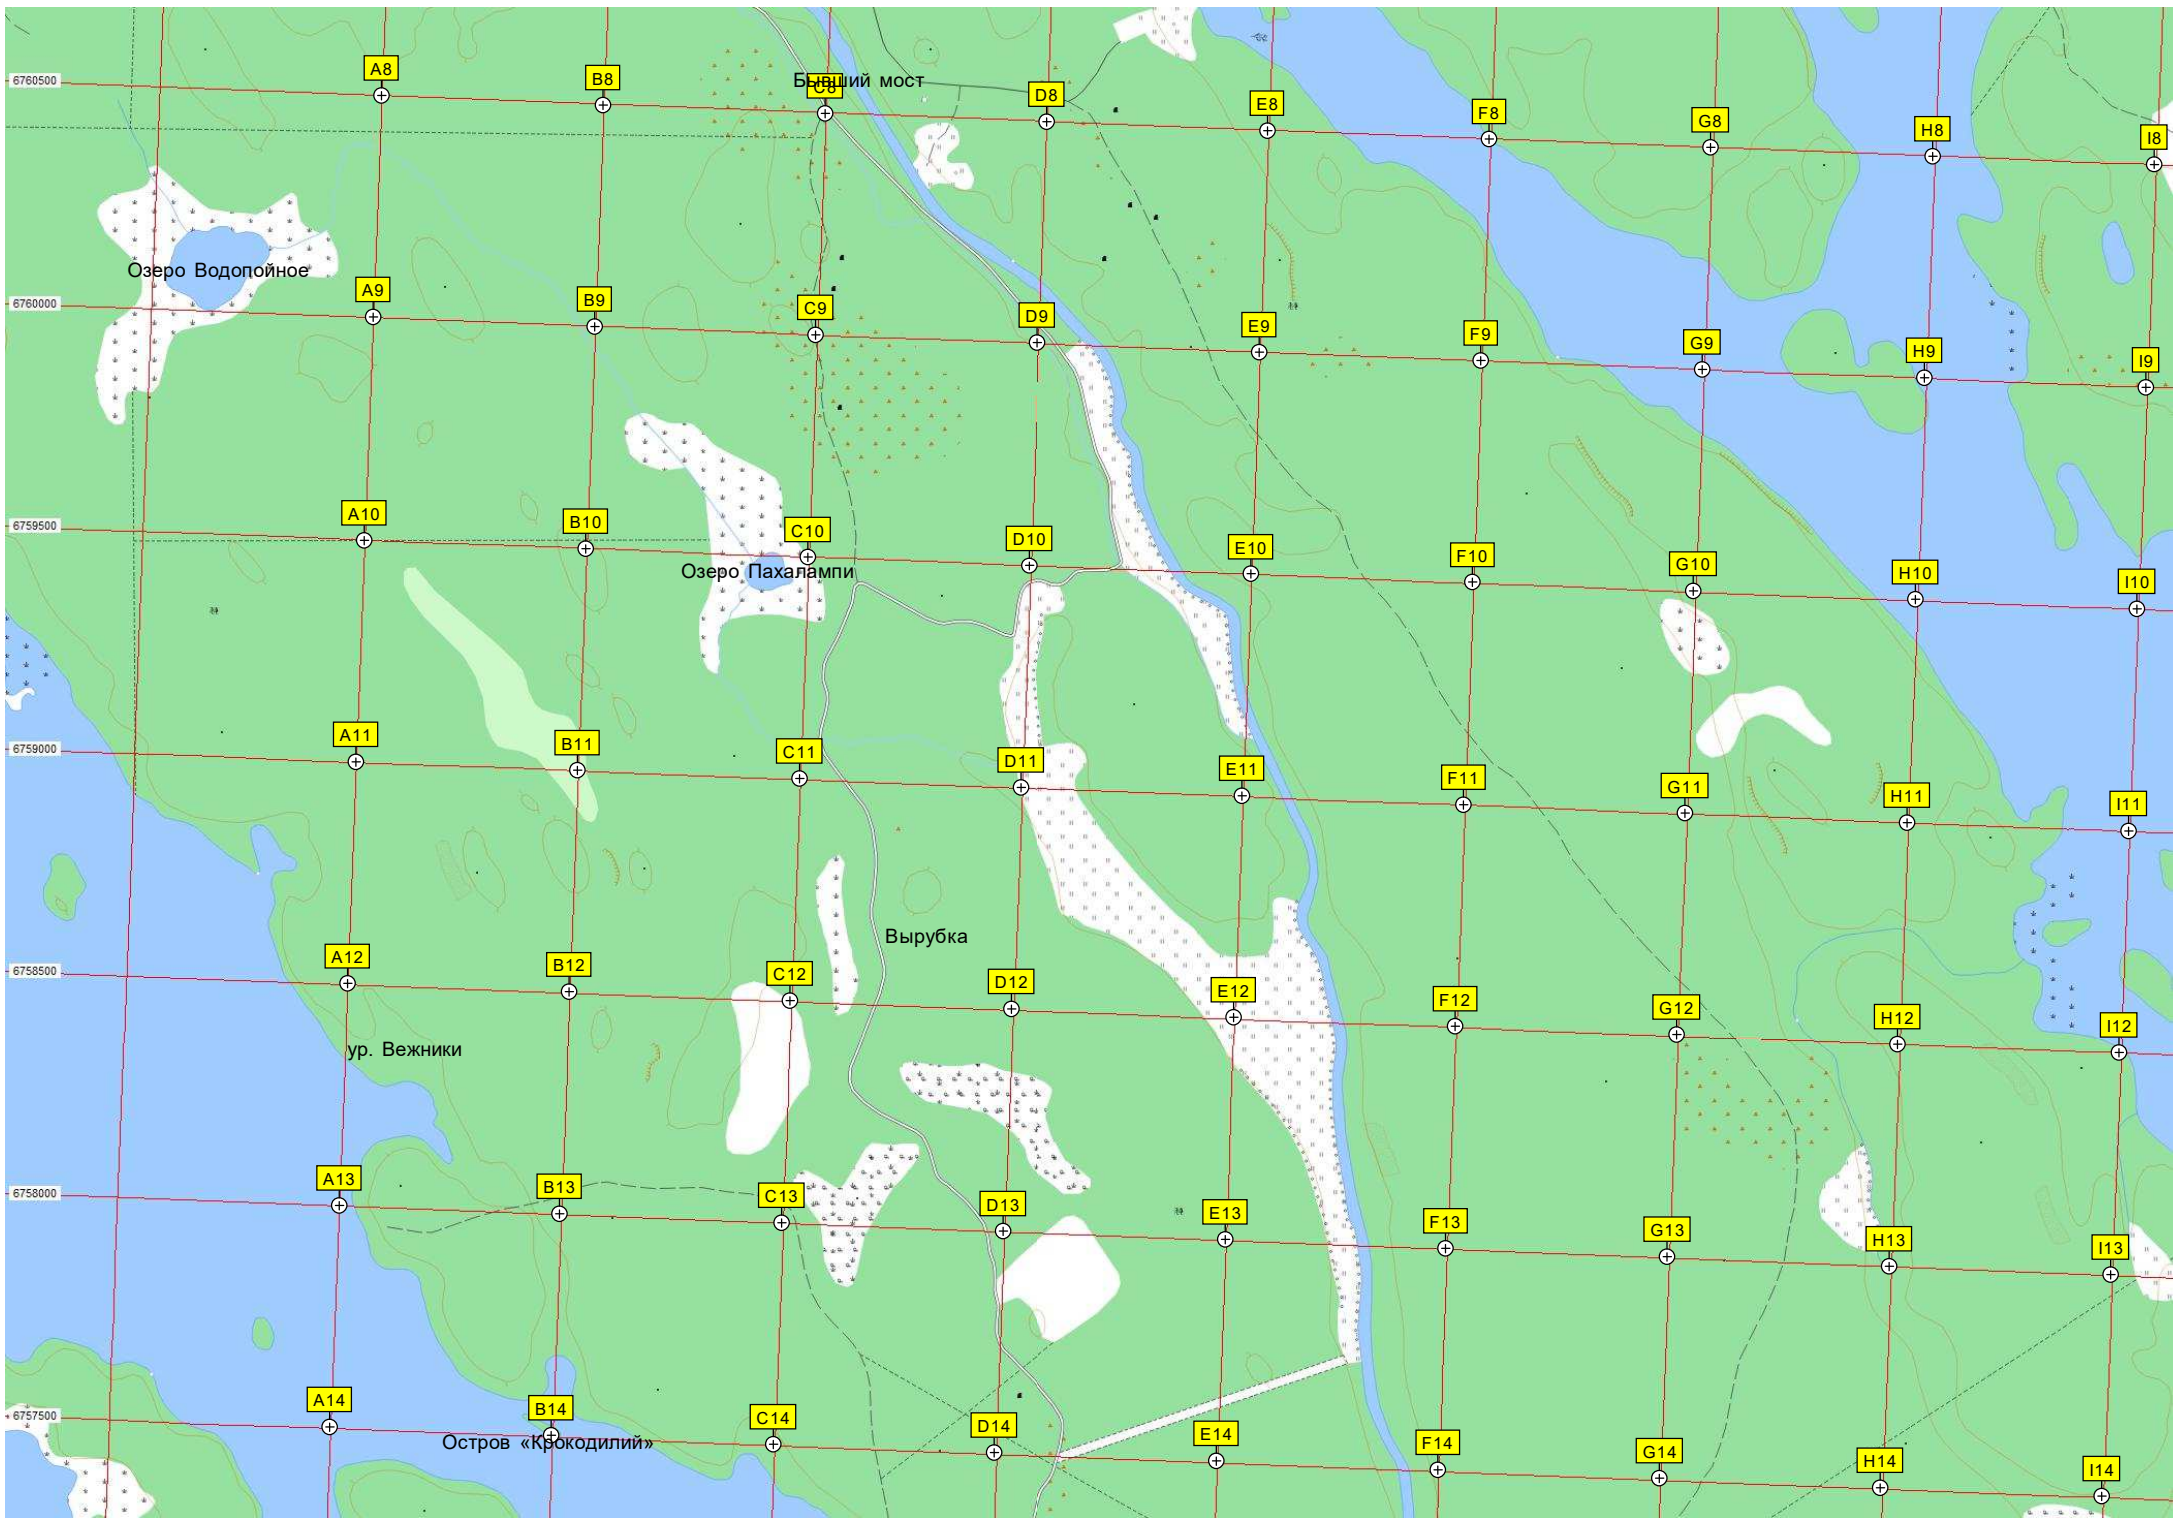 Бывший мост
6760500 A8 B8 C8 D8 E8 F8 G8 H8 I8
Озеро Водопойное
6760000 A9 B9 C9 D9 E9 F9 G9 H9 I9
6759500 A10 B10 C10 D10 E10 F10 G10 H10 I10
Озеро Пахалампи
6759000 A11 B11 C11 D11 E11 F11 G11 H11 I11
Вырубка
6758500 A12 B12 C12 D12 E12 F12 G12 H12 I12
ур. Вежники
6758000 A13 B13 C13 D13 E13 F13 G13 H13 I13
6757500 A14 B14 C14 D14 E14 F14 G14 H14 I14
Остров «Крокодилий»